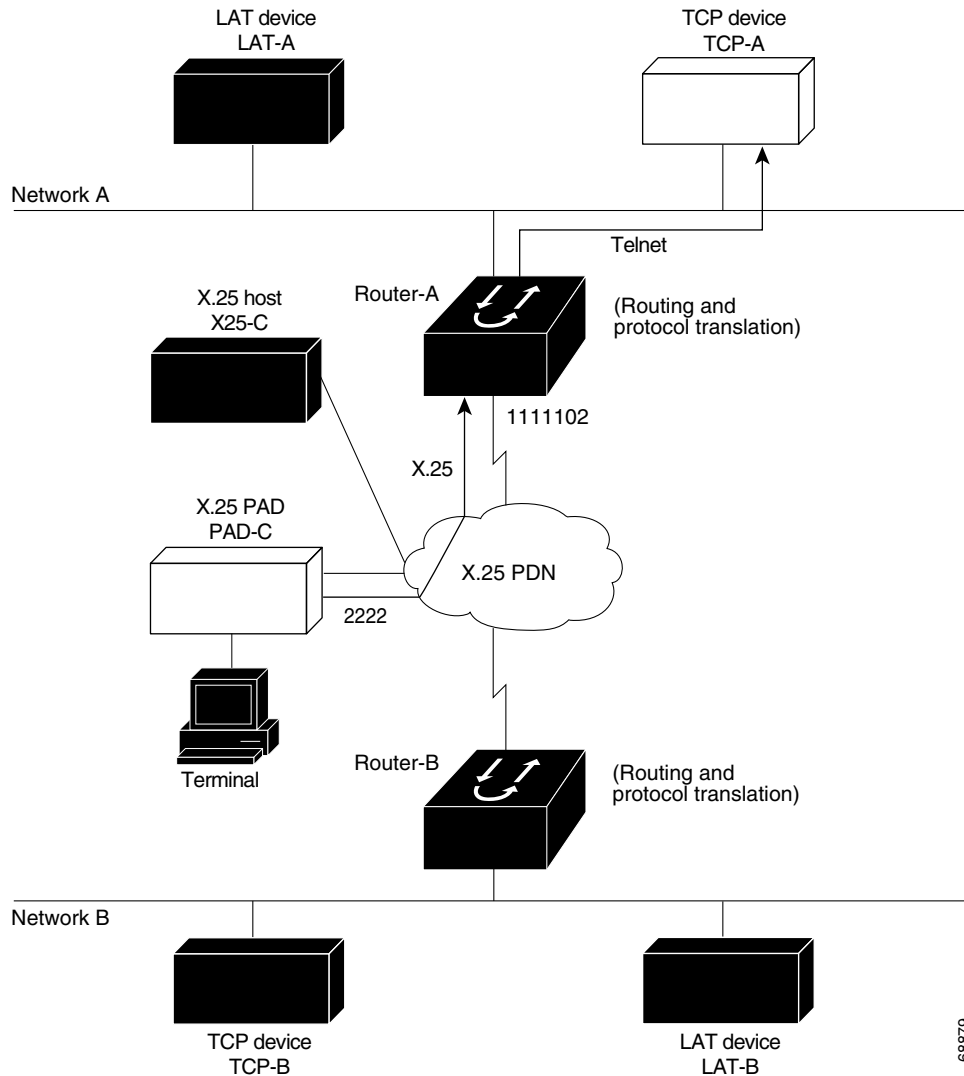 LAT device
LAT-A
TCP device
TCP-A
Network A
Telnet
Router-A
(Routing and
protocol translation)
X.25 host
X25-C
1111102
X.25
X.25 PAD
PAD-C
X.25 PDN
2222
Terminal
Router-B
(Routing and
protocol translation)
Network B
TCP device
TCP-B
LAT device
LAT-B
68879